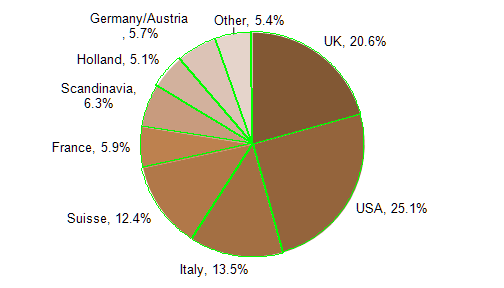 Germany/Austria
, 5.7%
Other, 5.4%
UK, 20.6%
Holland, 5.1%
Scandinavia,
6.3%
France, 5.9%
USA, 25.1%
Suisse, 12.4%
Italy, 13.5%